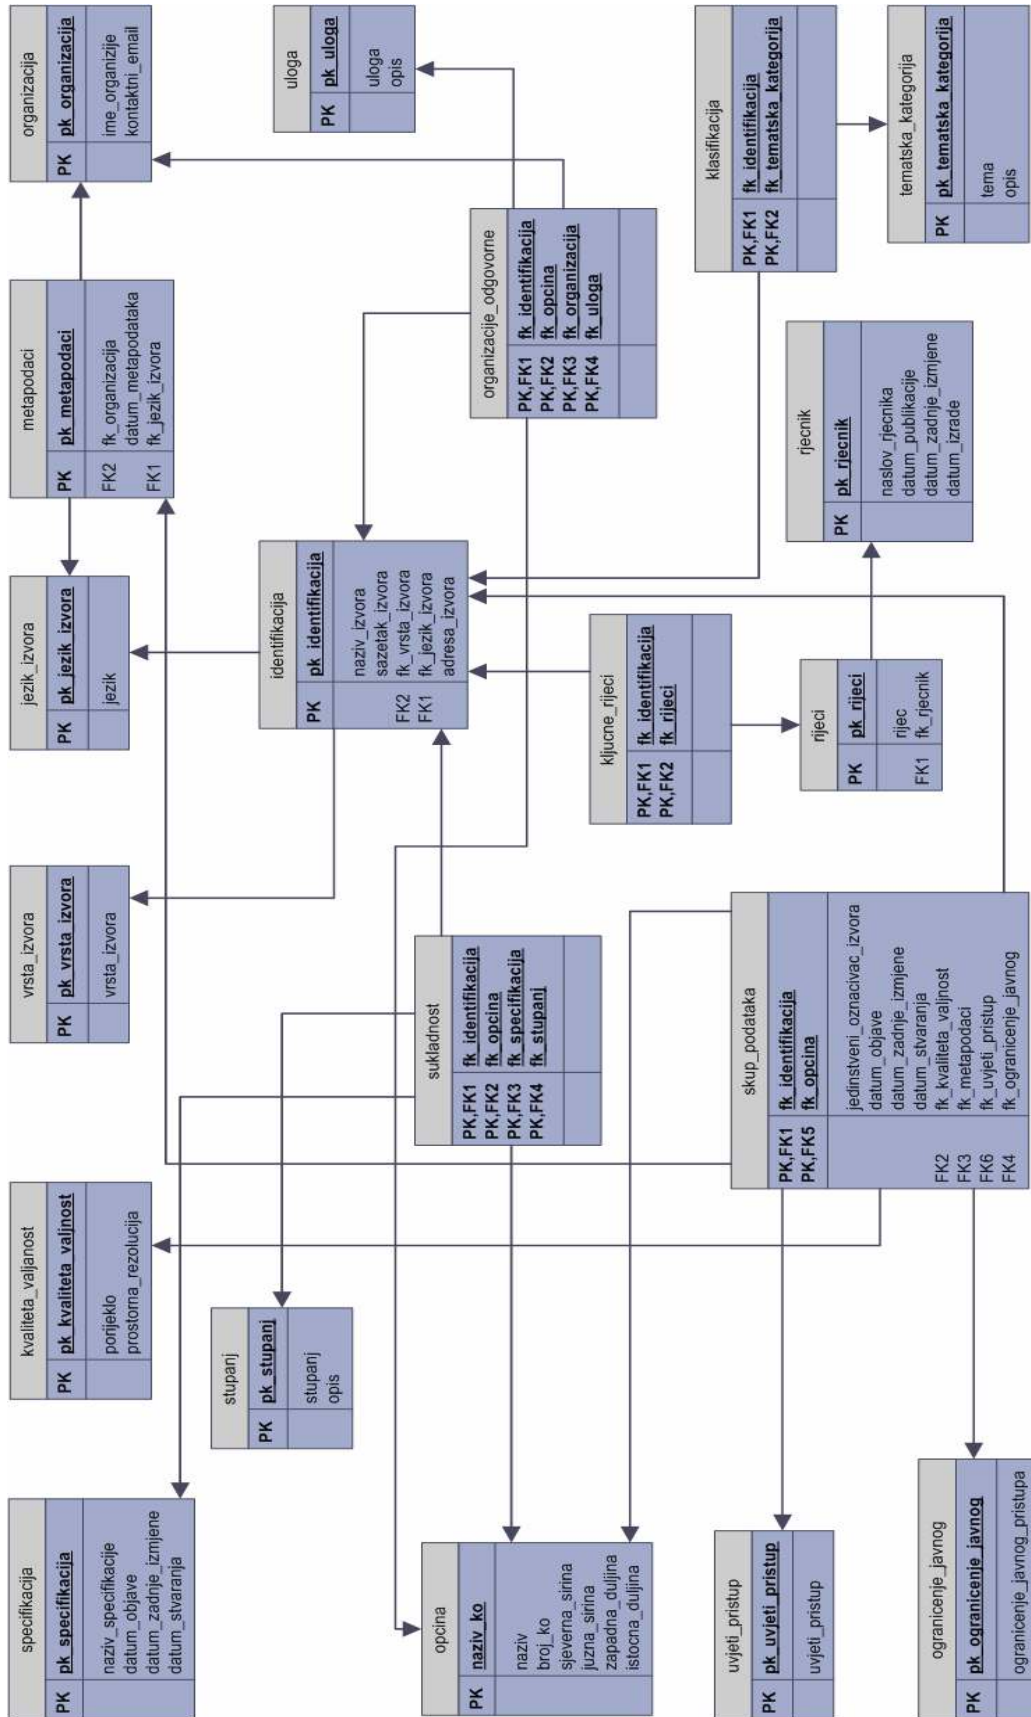 specifikacija
PK pk_specifikacija
naziv_specifikacije
datum_objave
datum_zadnje_izmjene
datum_stvaranja
kvaliteta_valjanost
PK pk_kvaliteta_valjnost
porijeklo
prostorna_rezolucija
vrsta_izvora
PK pk_vrsta_izvora
vrsta_izvora
jezik_izvora
PK pk_jezik_izvora
jezik
metapodaci
PK pk_metapodaci
FK2 fk_organizacija
datum_metapodataka
FK1 fk_jezik_izvora
organizacija
PK pk_organizacija
ime_organizije
kontaktni_email
stupanj
PK pk_stupanj
stupanj
opis
identifikacija
PK pk_identifikacija
naziv_izvora
sazetak_izvora
FK2 fk_vrsta_izvora
FK1 fk_jezik_izvora
adresa_izvora
uloga
PK pk_uloga
uloga
opis
opcina
PK naziv_ko
naziv
broj_ko
sjeverna_sirina
juzna_sirina
zapadna_duljina
istocna_duljina
sukladnost
PK,FK1 fk_identifikacija
PK,FK2 fk_opcina
PK,FK3 fk_specifikacija
PK,FK4 fk_stupanj
organizacije_odgovorne
PK,FK1 fk_identifikacija
PK,FK2 fk_opcina
PK,FK3 fk_organizacija
PK,FK4 fk_uloga
kljucne_rijeci
PK,FK1 fk_identifikacija
PK,FK2 fk_rijeci
klasifikacija
PK,FK1 fk_identifikacija
PK,FK2 fk_tematska_kategorija
uvjeti_pristup
PK pk_uvjeti_pristup
uvjeti_pristup
skup_podataka
PK,FK1 fk_identifikacija
PK,FK5 fk_opcina
jedinstveni_oznacivac_izvora
datum_objave
datum_zadnje_izmjene
datum_stvaranja
FK2 fk_kvaliteta_valjnost
FK3 fk_metapodaci
FK6 fk_uvjeti_pristup
FK4 fk_ogranicenje_javnog
rijeci
PK pk_rijeci
rijec
FK1 fk_rjecnik
rjecnik
PK pk_rjecnik
naslov_rjecnika
datum_publikacije
datum_zadnje_izmjene
datum_izrade
tematska_kategorija
PK pk_tematska_kategorija
tema
opis
ogranicenje_javnog
PK pk_ogranicenje_javnog
ogranicenje_javnog_pristupa